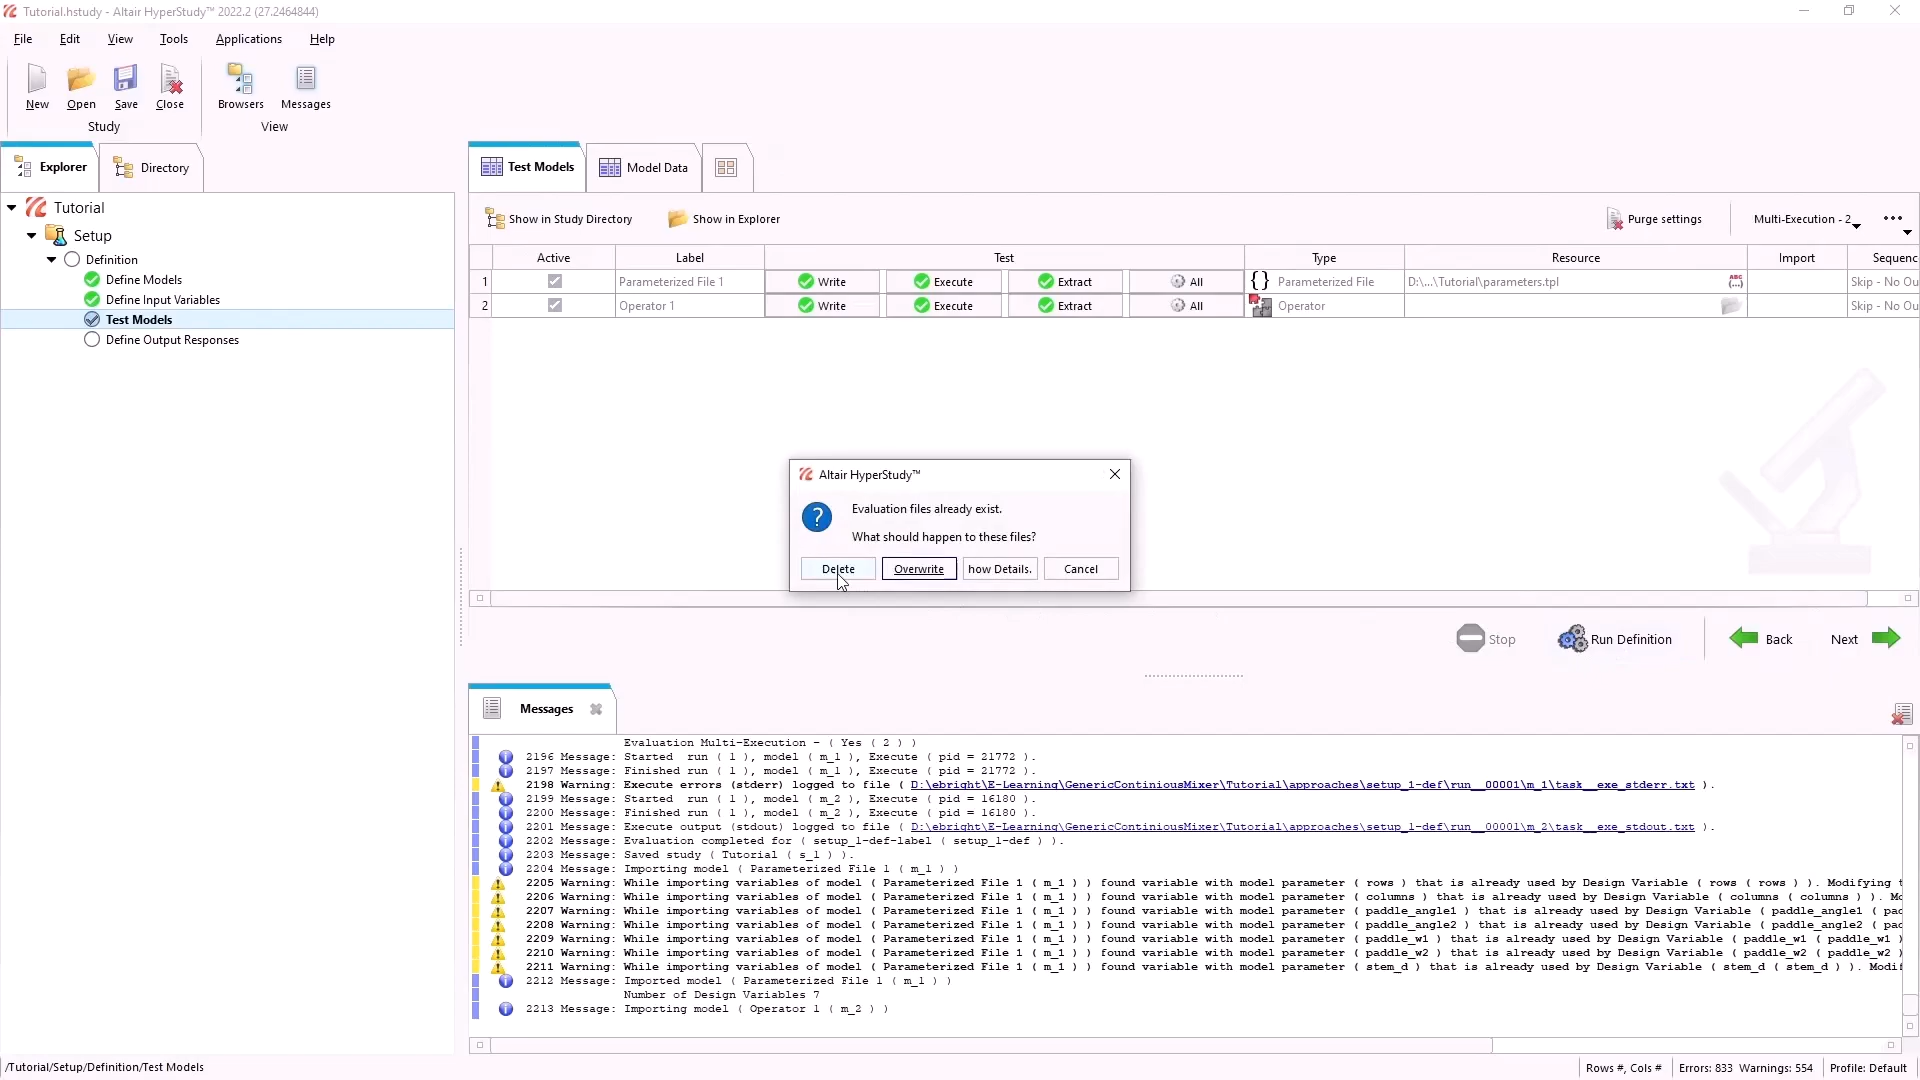 Tutorial.hstudy - Altair HyperStudy™ 2022.2 (27.2464844)
File Edit View Tools Applications Help
New Open Save Close Browsers Messages
Study View
Explorer Directory
Test Models Model Data
Tutorial
Setup
Definition
Define Models
Define Input Variables
Test Models
Define Output Responses
Show in Study Directory Show in Explorer Purge settings Multi-Execution - 2
Active Label Test Type Resource Import Sequenc
1 Parameterized File 1 Write Execute Extract All Parameterized File D:\...\Tutorial\parameters.tpl Skip - No Ou
2 Operator 1 Write Execute Extract All Operator Skip - No Ou
Altair HyperStudy™
Evaluation files already exist.
What should happen to these files?
Delete Overwrite how Details. Cancel
Stop Run Definition Back Next
Messages
Evaluation Multi-Execution - ( Yes ( 2 ) )
2196 Message: Started run ( 1 ), model ( m_1 ), Execute ( pid = 21772 ).
2197 Message: Finished run ( 1 ), model ( m_1 ), Execute ( pid = 21772 ).
2198 Warning: Execute errors (stderr) logged to file ( D:\ebright\E-Learning\GenericContiniousMixer\Tutorial\approaches\setup_1-def\run__00001\m_1\task__exe_stderr.txt ).
2199 Message: Started run ( 1 ), model ( m_2 ), Execute ( pid = 16180 ).
2200 Message: Finished run ( 1 ), model ( m_2 ), Execute ( pid = 16180 ).
2201 Message: Execute output (stdout) logged to file ( D:\ebright\E-Learning\GenericContiniousMixer\Tutorial\approaches\setup_1-def\run__00001\m_2\task__exe_stdout.txt ).
2202 Message: Evaluation completed for ( setup_1-def-label ( setup_1-def ) ).
2203 Message: Saved study ( Tutorial ( s_1 ) ).
2204 Message: Importing model ( Parameterized File 1 ( m_1 ) )
2205 Warning: While importing variables of model ( Parameterized File 1 ( m_1 ) ) found variable with model parameter ( rows ) that is already used by Design Variable ( rows ( rows ) ). Modifying t
2206 Warning: While importing variables of model ( Parameterized File 1 ( m_1 ) ) found variable with model parameter ( columns ) that is already used by Design Variable ( columns ( columns ) ). Mo
2207 Warning: While importing variables of model ( Parameterized File 1 ( m_1 ) ) found variable with model parameter ( paddle_angle1 ) that is already used by Design Variable ( paddle_angle1 ( pad
2208 Warning: While importing variables of model ( Parameterized File 1 ( m_1 ) ) found variable with model parameter ( paddle_angle2 ) that is already used by Design Variable ( paddle_angle2 ( pad
2209 Warning: While importing variables of model ( Parameterized File 1 ( m_1 ) ) found variable with model parameter ( paddle_w1 ) that is already used by Design Variable ( paddle_w1 ( paddle_w1 )
2210 Warning: While importing variables of model ( Parameterized File 1 ( m_1 ) ) found variable with model parameter ( paddle_w2 ) that is already used by Design Variable ( paddle_w2 ( paddle_w2 )
2211 Warning: While importing variables of model ( Parameterized File 1 ( m_1 ) ) found variable with model parameter ( stem_d ) that is already used by Design Variable ( stem_d ( stem_d ) ). Modif
2212 Message: Imported model ( Parameterized File 1 ( m_1 ) )
Number of Design Variables 7
2213 Message: Importing model ( Operator 1 ( m_2 ) )
/Tutorial/Setup/Definition/Test Models Rows #, Cols # Errors: 833 Warnings: 554 Profile: Default